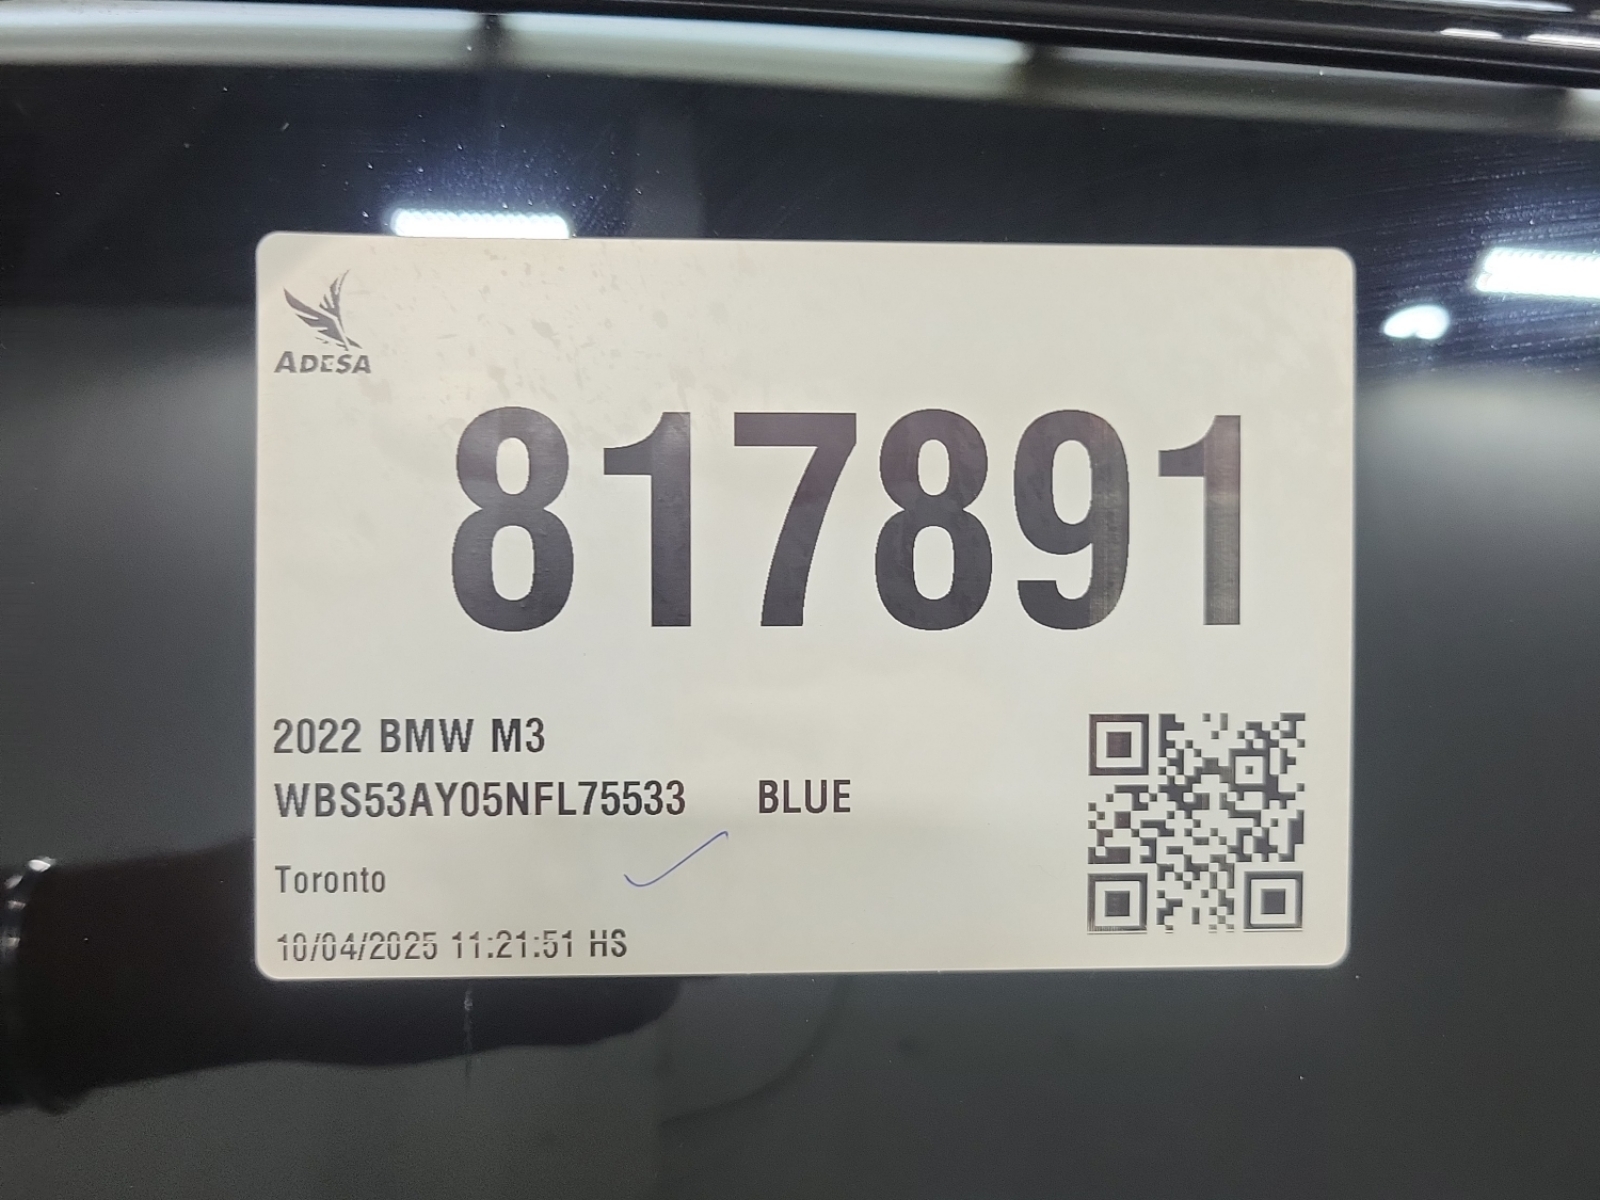 ADESA
817891
2022 BMW M3
WBS53AY05NFL75533 BLUE
Toronto
10/04/2025 11:21:51 HS